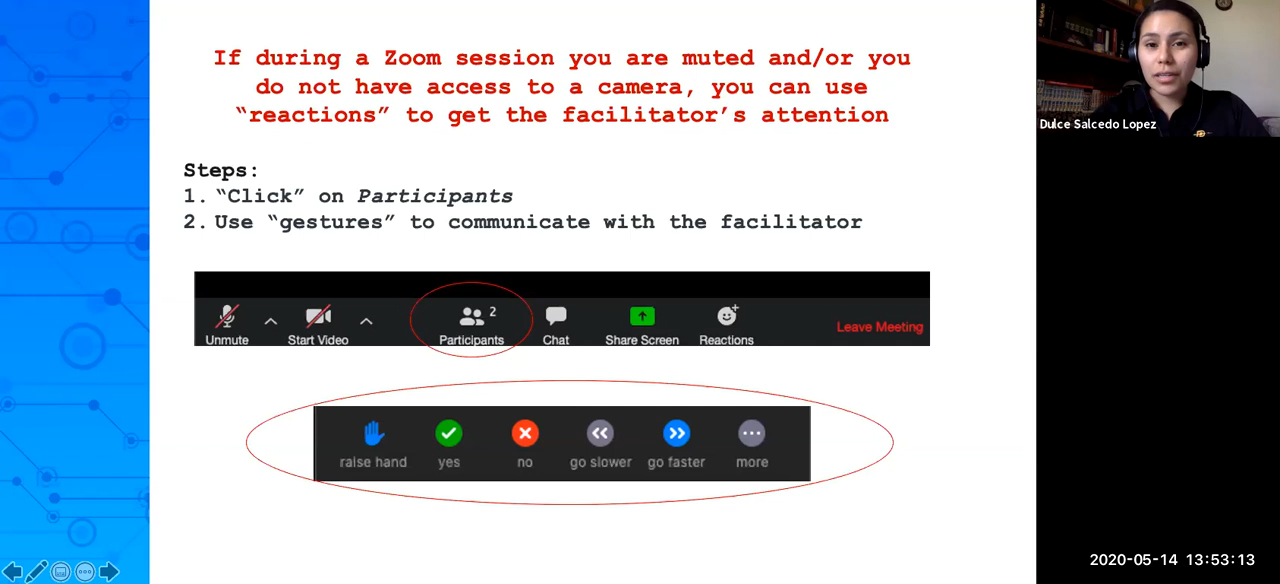 If during a Zoom session you are muted and/or you
do not have access to a camera, you can use
“reactions” to get the facilitator’s attention
Steps:
1. “Click” on Participants
2. Use “gestures” to communicate with the facilitator
2
Unmute Start Video Participants Chat Share Screen Reactions Leave Meeting
raise hand yes no go slower go faster more
Dulce Salcedo Lopez
2020-05-14 13:53:13